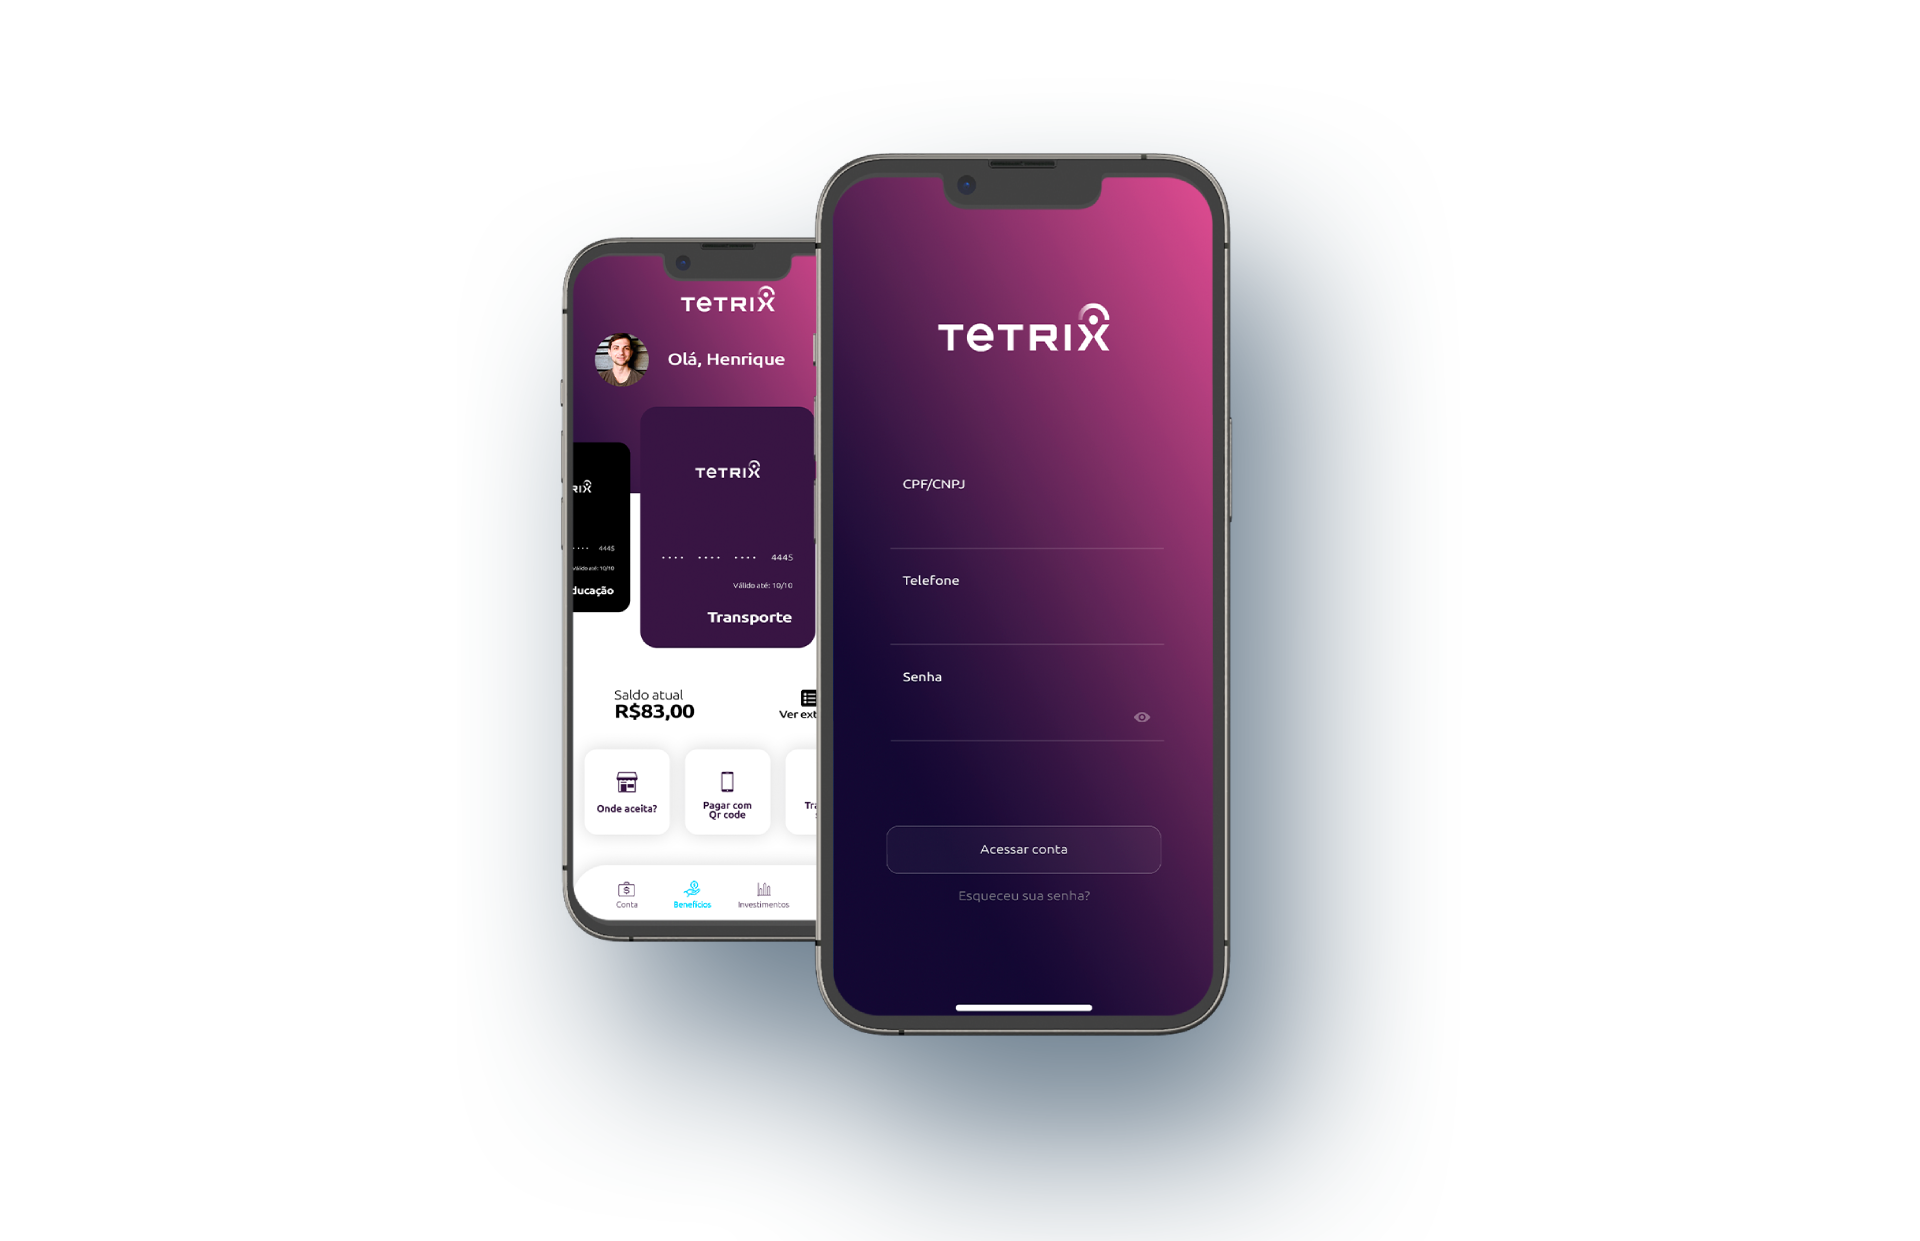 TETRIX
Olá, Henrique
TETRIX
RIX
4445
Válido até: 10/10
ducação
4445
Válido até: 10/10
Transporte
Saldo atual
R$83,00
Ver ext
Onde aceita?
Pagar com
Qr code
Tra
Conta
Benefícios
Investimentos
TETRIX
CPF/CNPJ
Telefone
Senha
Acessar conta
Esqueceu sua senha?